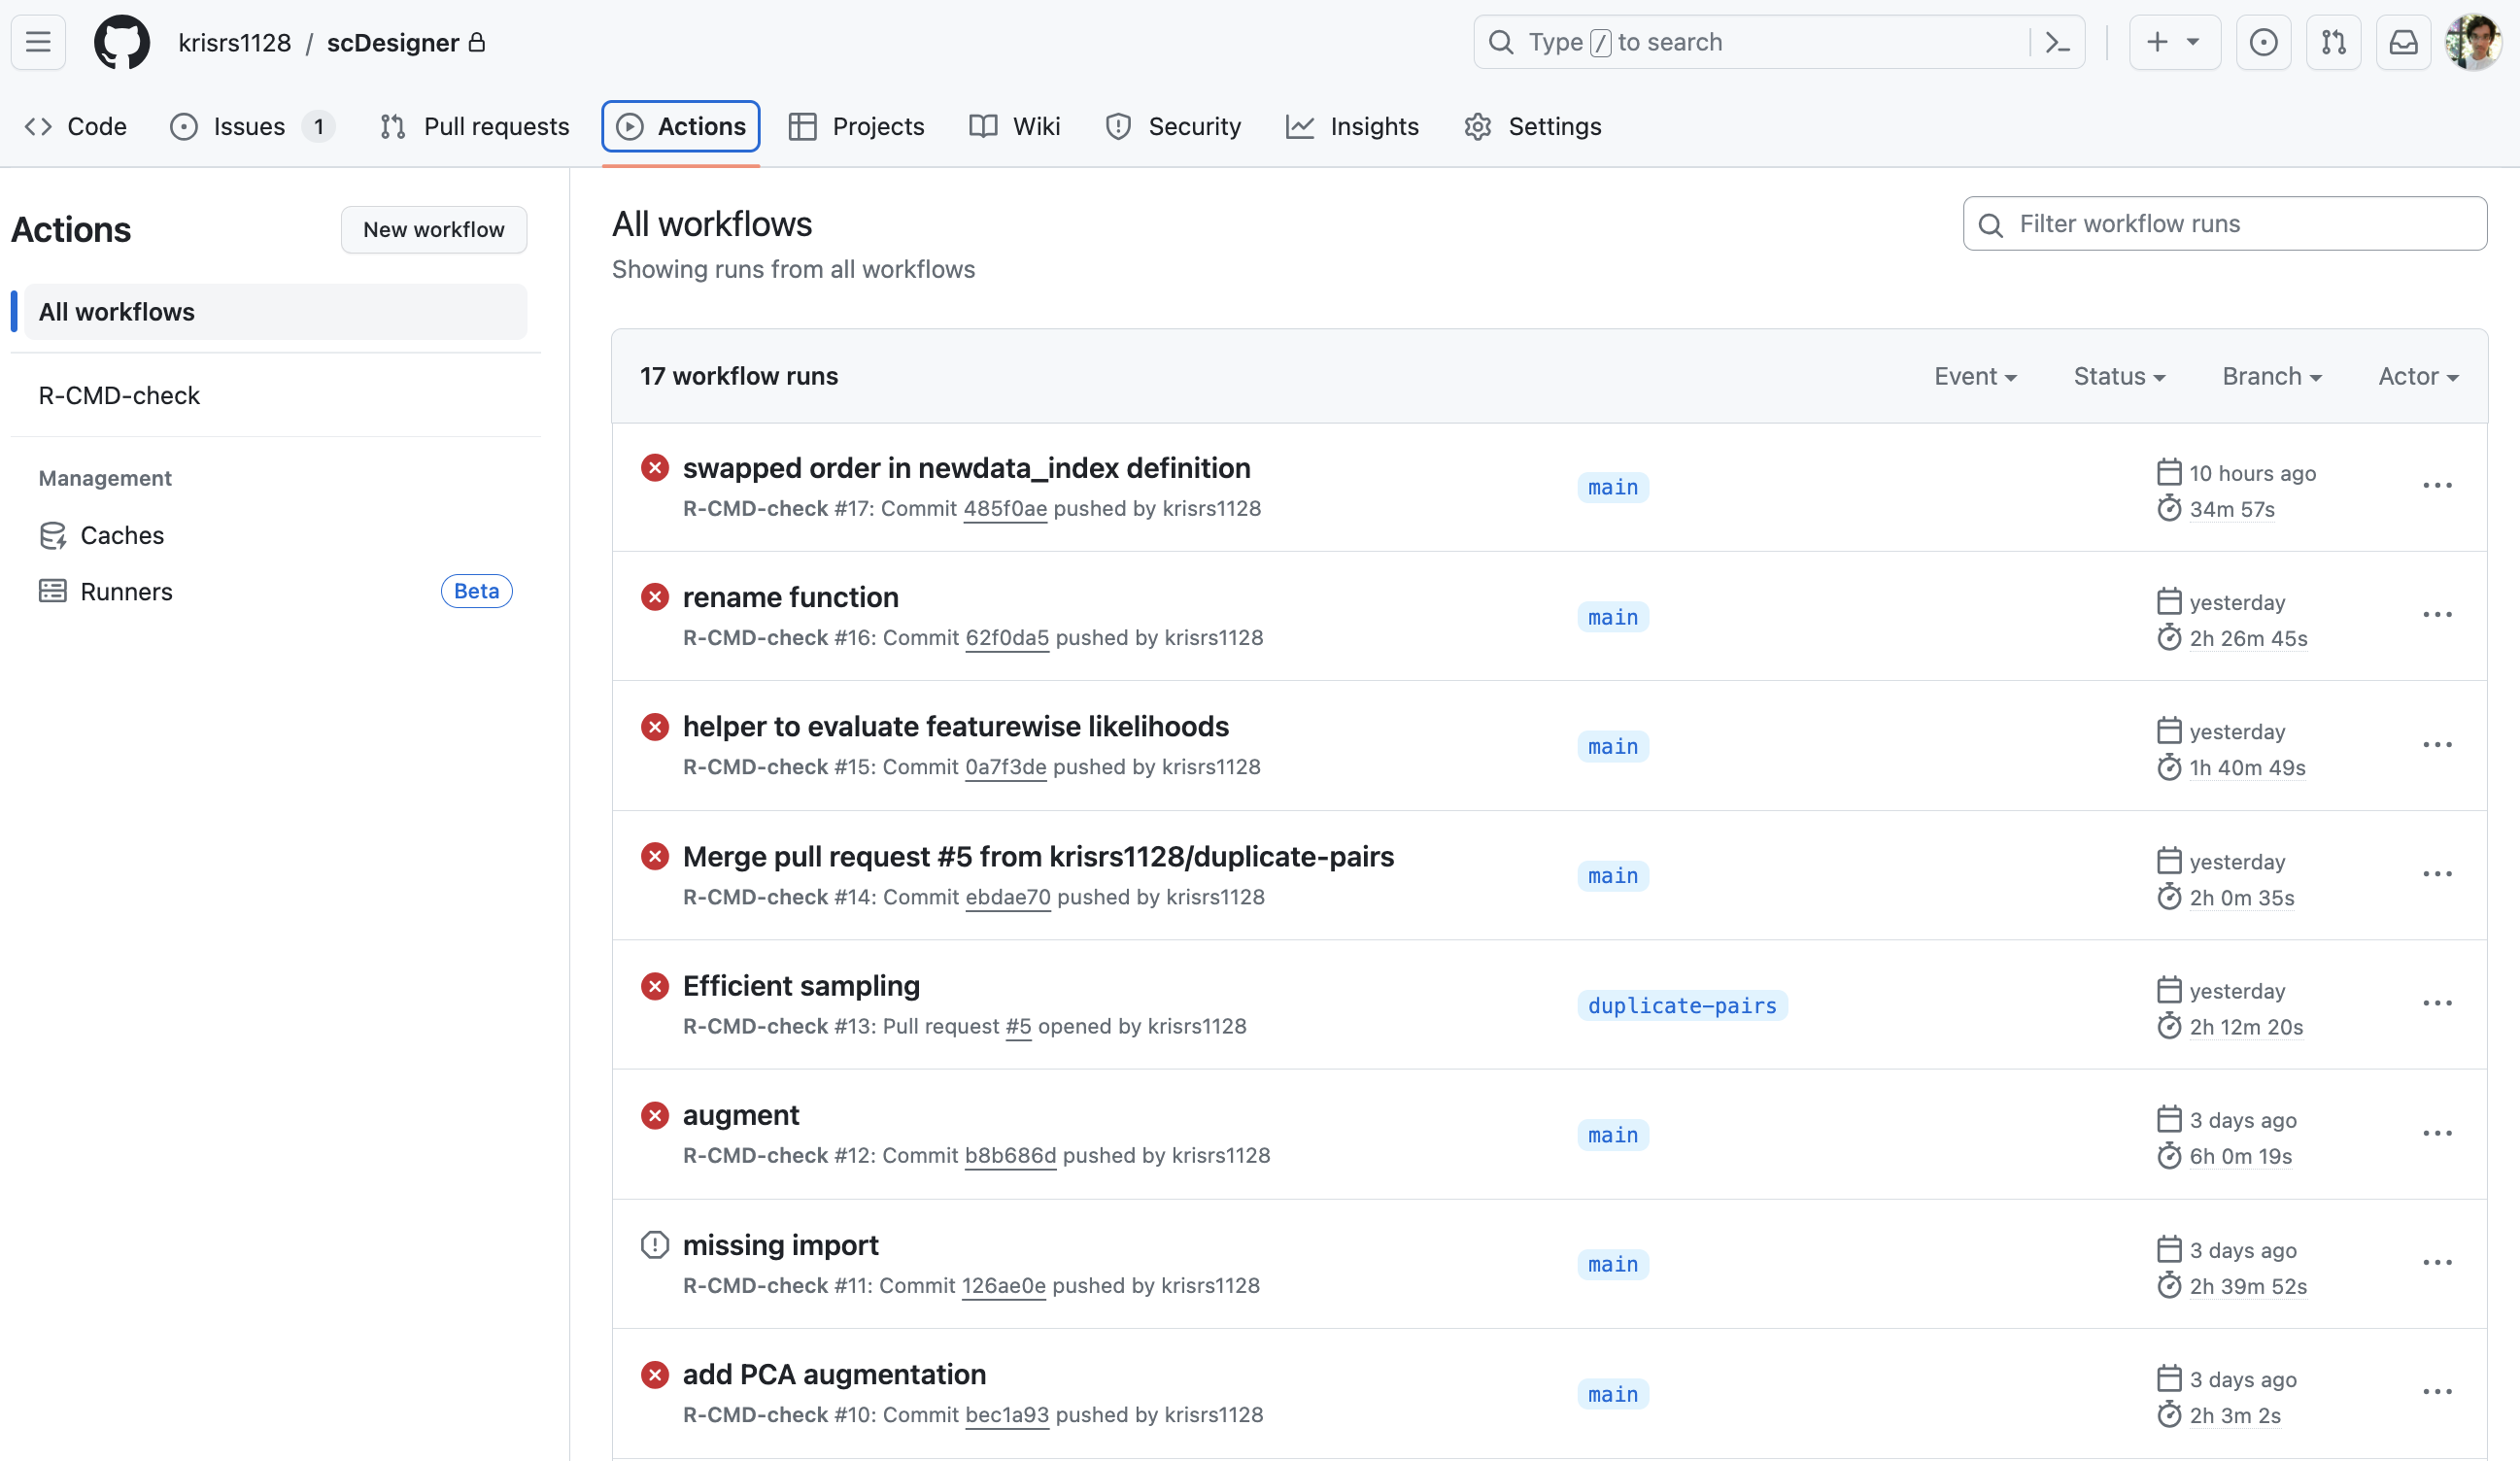 krisrs1128 / scDesigner
Type / to search
Code
Issues 1
Pull requests
Actions
Projects
Wiki
Security
Insights
Settings
Actions
New workflow
All workflows
R-CMD-check
Management
Caches
Runners Beta
All workflows
Showing runs from all workflows
Filter workflow runs
17 workflow runs
Event
Status
Branch
Actor
swapped order in newdata_index definition
R-CMD-check #17: Commit 485f0ae pushed by krisrs1128
main
10 hours ago
34m 57s
rename function
R-CMD-check #16: Commit 62f0da5 pushed by krisrs1128
main
yesterday
2h 26m 45s
helper to evaluate featurewise likelihoods
R-CMD-check #15: Commit 0a7f3de pushed by krisrs1128
main
yesterday
1h 40m 49s
Merge pull request #5 from krisrs1128/duplicate-pairs
R-CMD-check #14: Commit ebdae70 pushed by krisrs1128
main
yesterday
2h 0m 35s
Efficient sampling
R-CMD-check #13: Pull request #5 opened by krisrs1128
duplicate-pairs
yesterday
2h 12m 20s
augment
R-CMD-check #12: Commit b8b686d pushed by krisrs1128
main
3 days ago
6h 0m 19s
missing import
R-CMD-check #11: Commit 126ae0e pushed by krisrs1128
main
3 days ago
2h 39m 52s
add PCA augmentation
R-CMD-check #10: Commit bec1a93 pushed by krisrs1128
main
3 days ago
2h 3m 2s